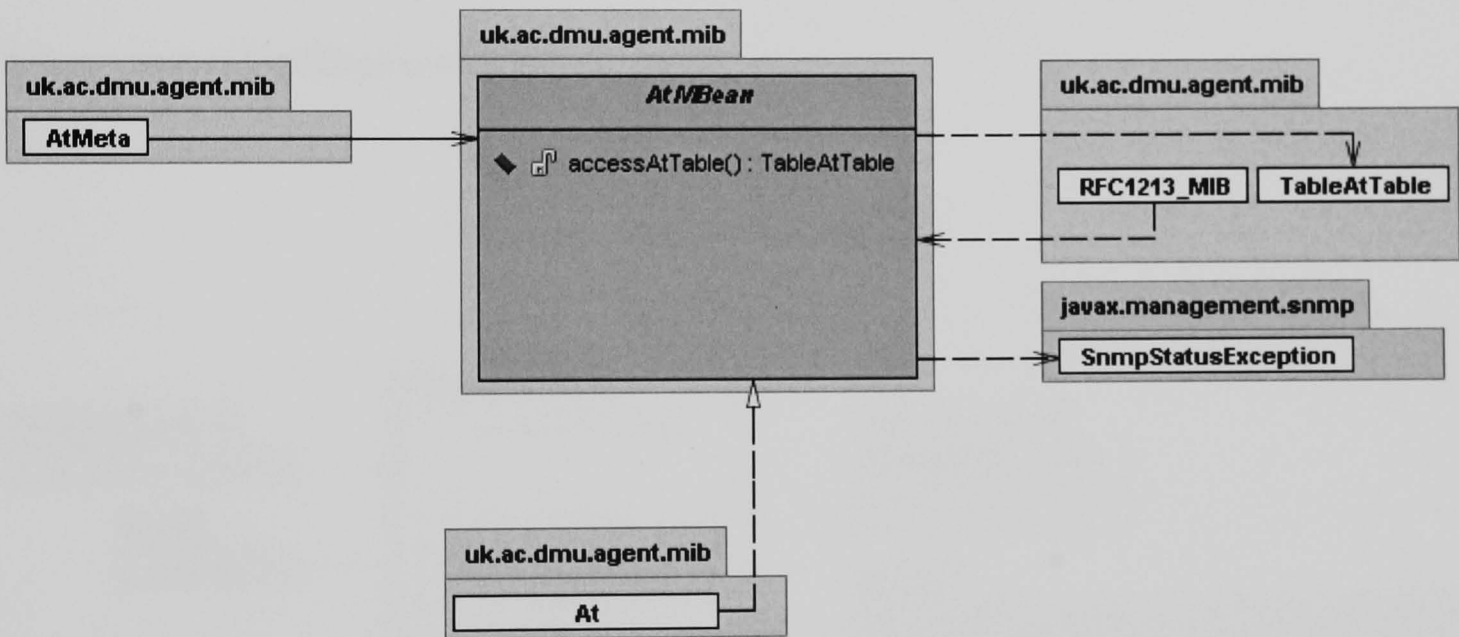 uk.ac.dmu.agent.mib
AtMeta
uk.ac.dmu.agent.mib
AtMBean
accessAtTable() : TableAtTable
uk.ac.dmu.agent.mib
RFC1213_MIB
TableAtTable
javax.management.snmp
SnmpStatusException
uk.ac.dmu.agent.mib
At